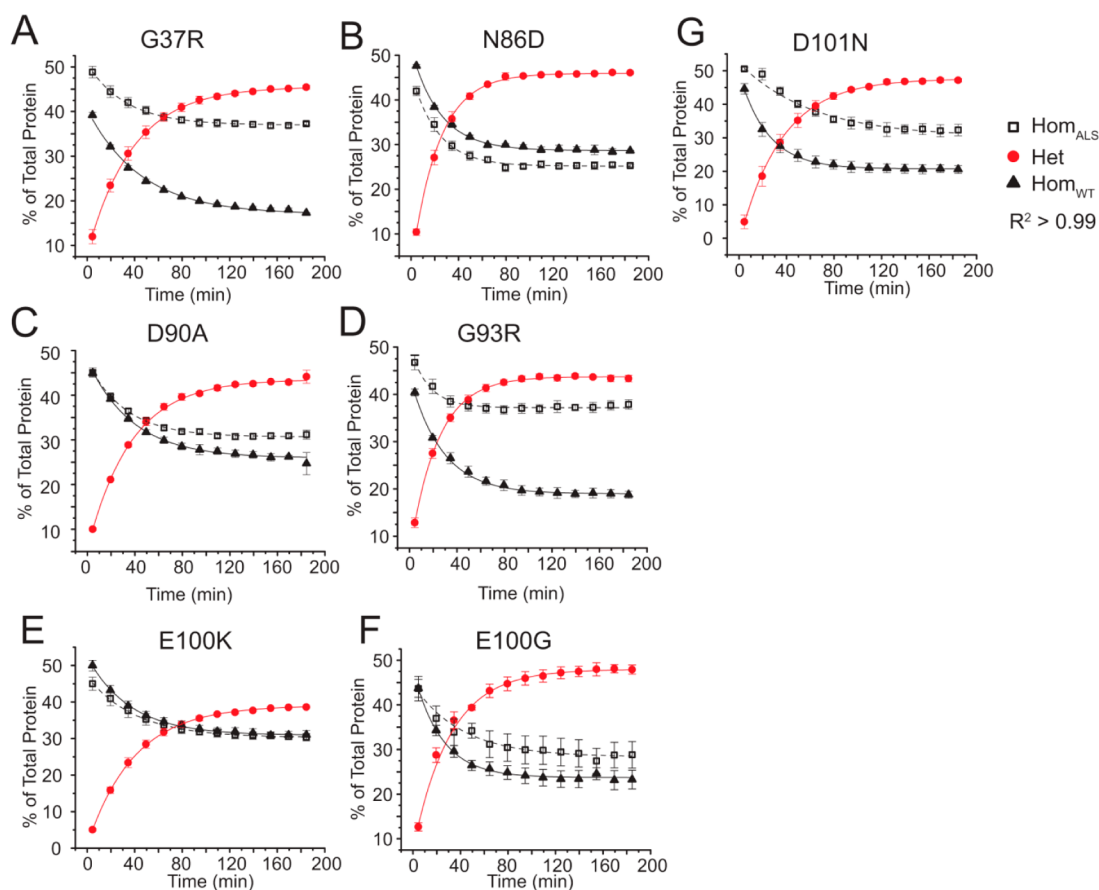 A
G37R
% of Total Protein
50
40
30
20
10
0 40 80 120 160 200
Time (min)
B
N86D
% of Total Protein
50
40
30
20
10
0 40 80 120 160 200
Time (min)
G
D101N
% of Total Protein
50
40
30
20
10
0
0 40 80 120 160 200
Time (min)
HomALS
Het
HomWT
R² > 0.99
C
D90A
% of Total Protein
50
40
30
20
10
0 40 80 120 160 200
Time (min)
D
G93R
% of Total Protein
50
40
30
20
10
0 40 80 120 160 200
Time (min)
E
E100K
% of Total Protein
50
40
30
20
10
0
0 40 80 120 160 200
Time (min)
F
E100G
% of Total Protein
50
40
30
20
10
0 40 80 120 160 200
Time (min)